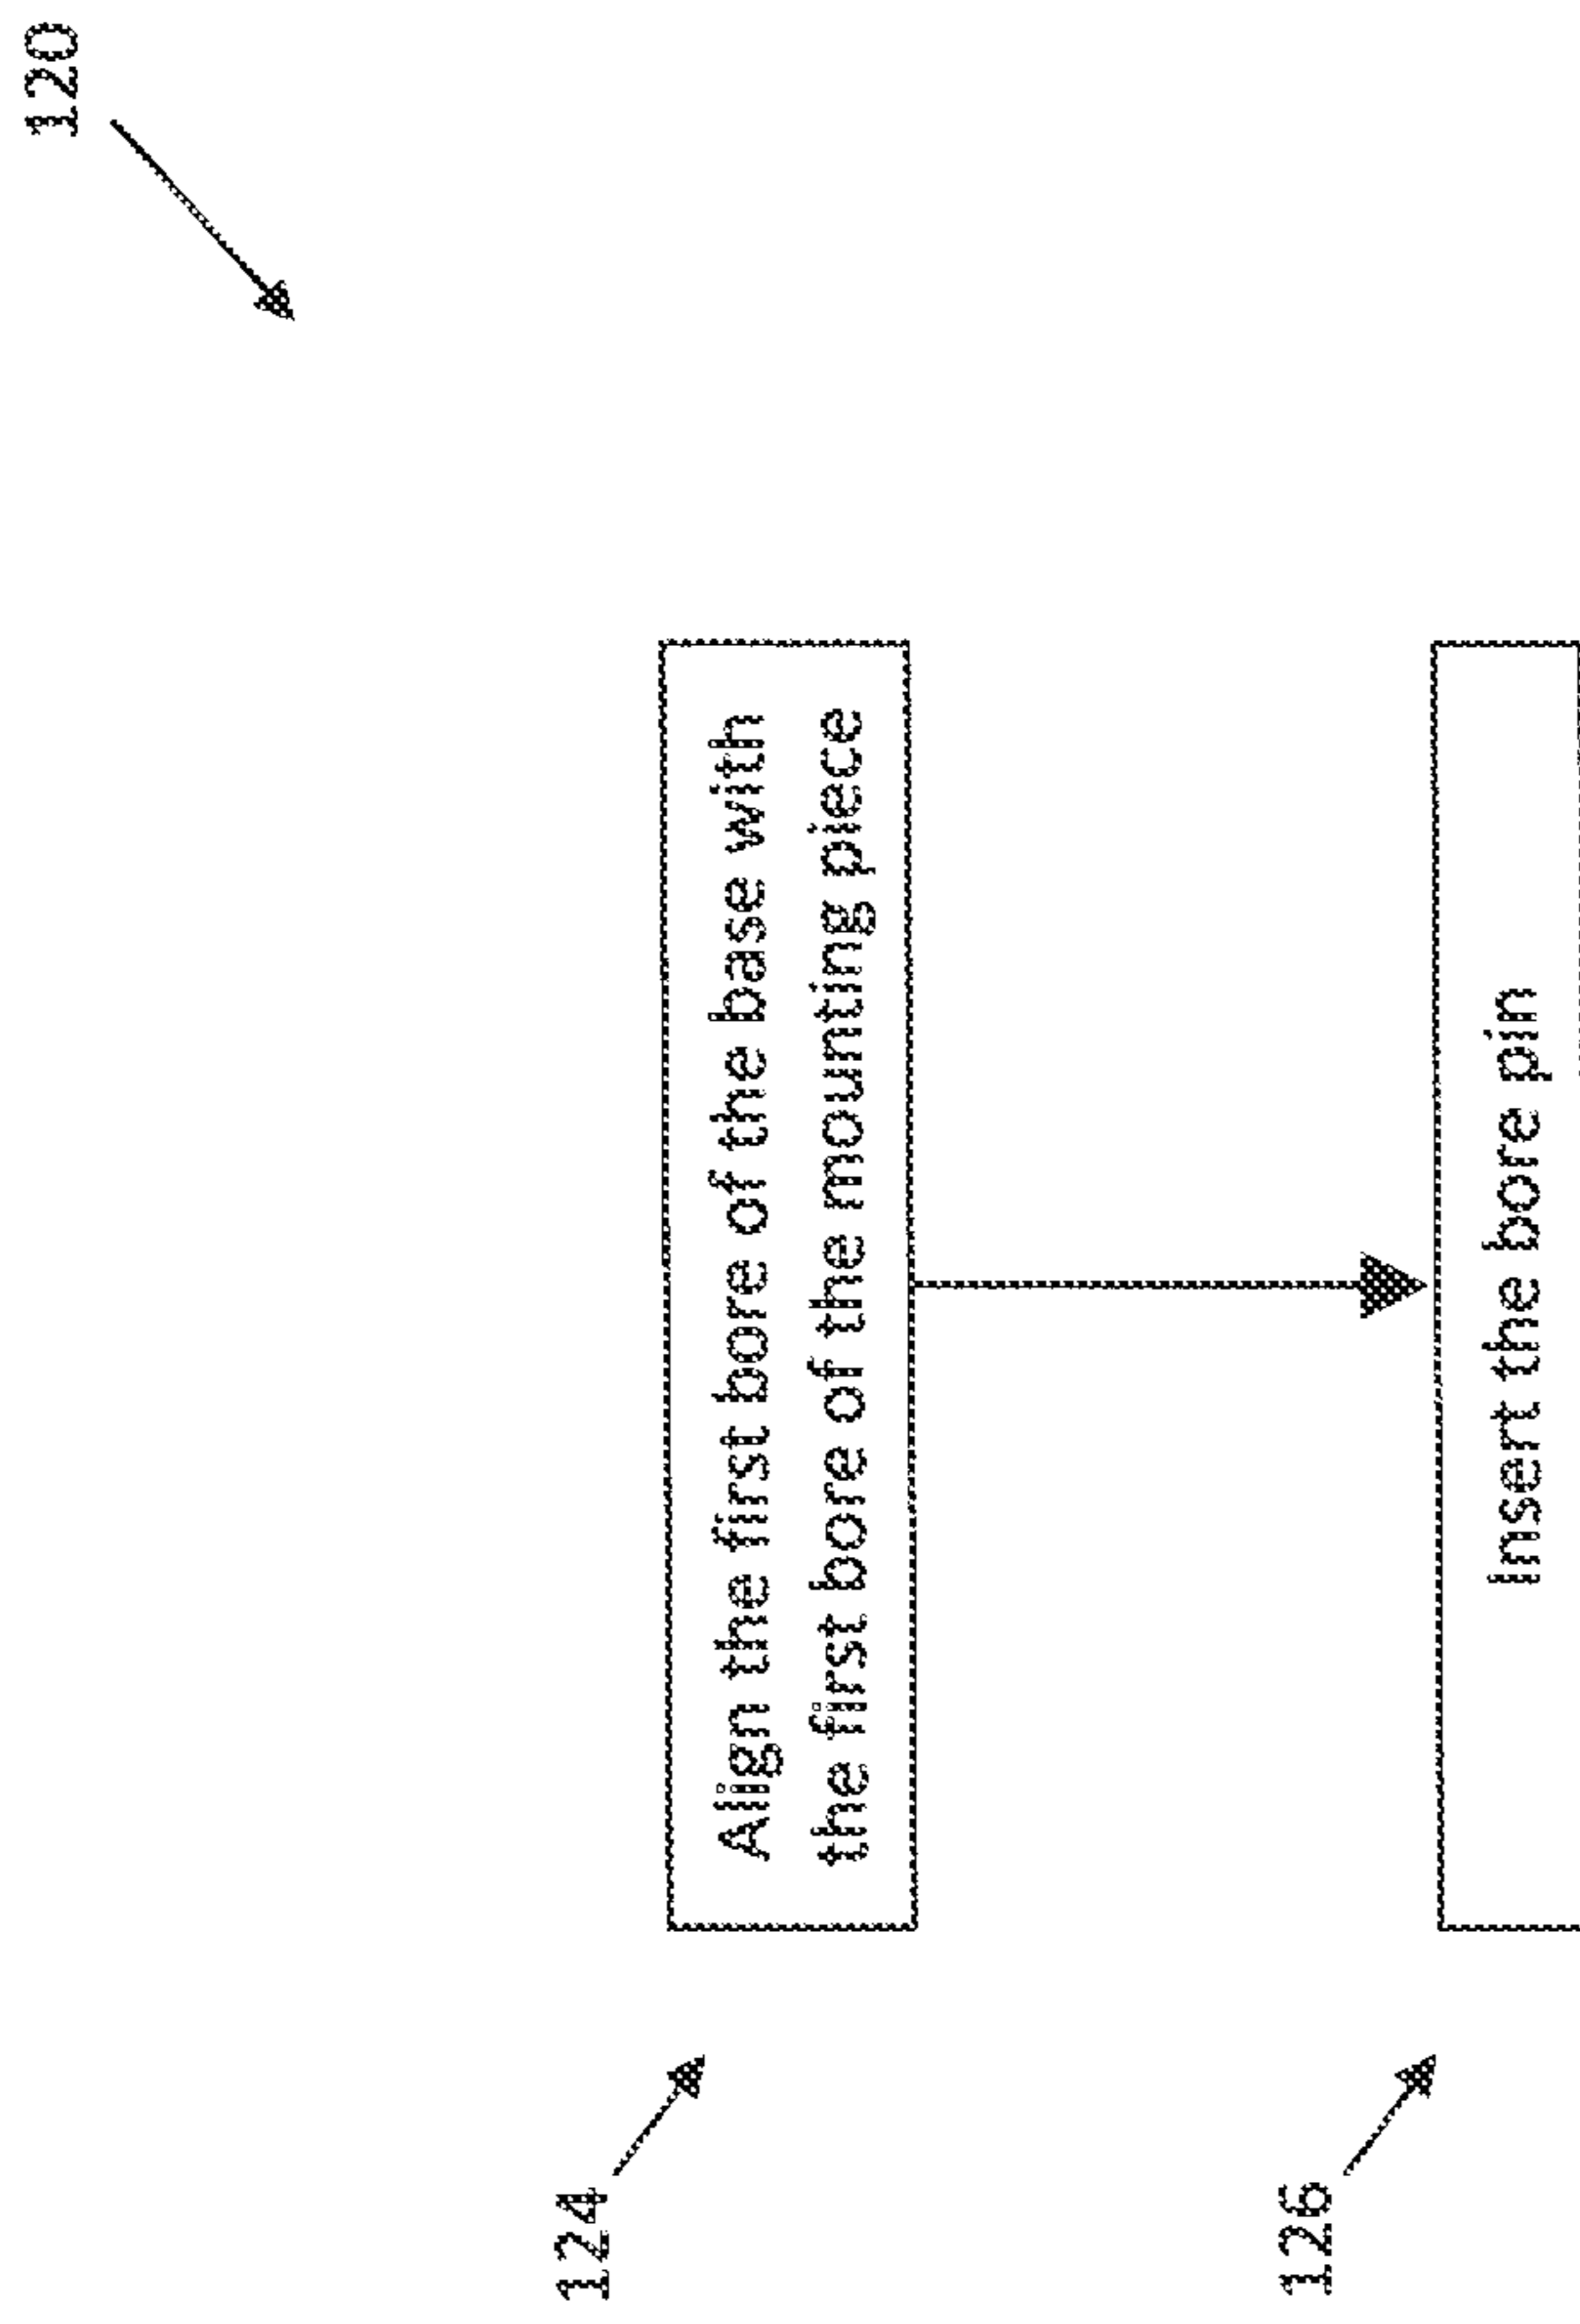 120
124
Align the first bore of the base with
the first bore of the mounting piece
126
Insert the bore pin